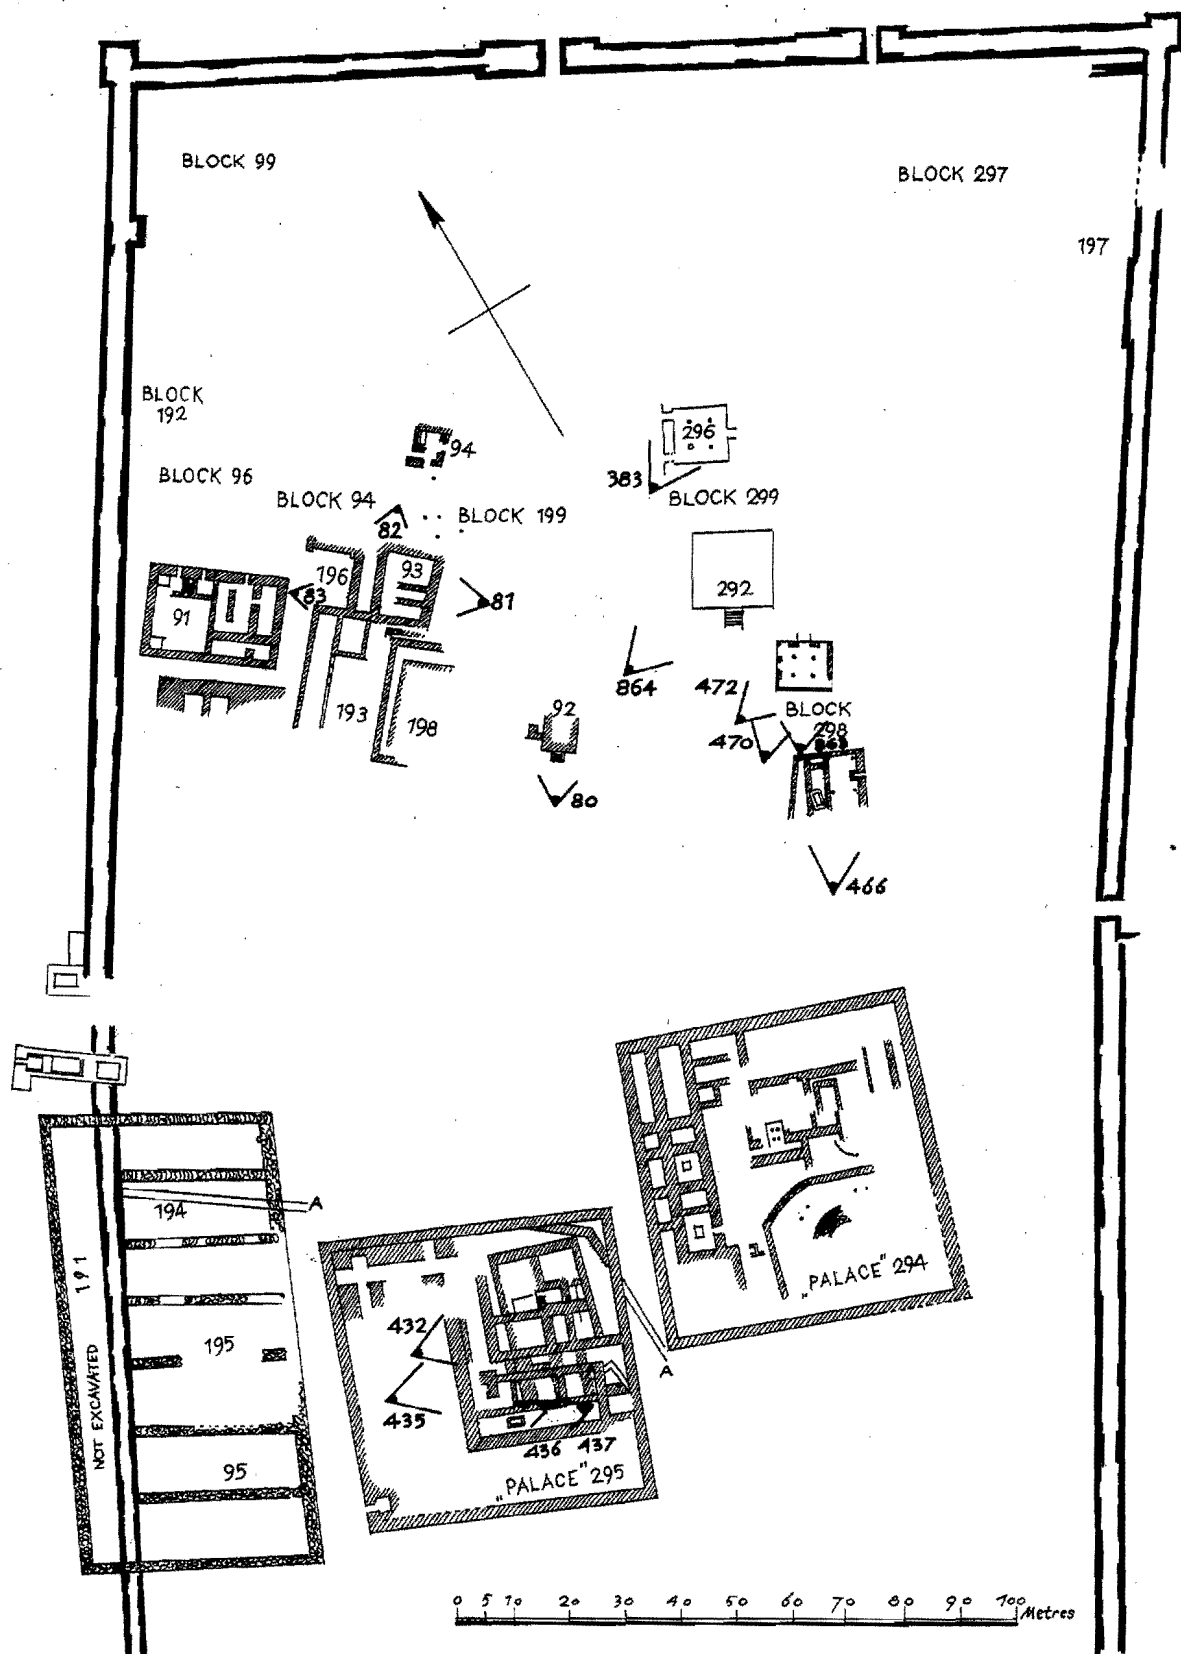 BLOCK 99
BLOCK 297
197
BLOCK
192
94
296
BLOCK 96
383
BLOCK 299
BLOCK 94
BLOCK 199
82
196
93
292
83
81
91
864
472
193
198
92
BLOCK
298
470
863
80
466
194
A
191
„PALACE" 294
195
432
A
435
NOT EXCAVATED
95
436
437
„PALACE" 295
0 5 10 20 30 40 50 60 70 80 90 100 Metres